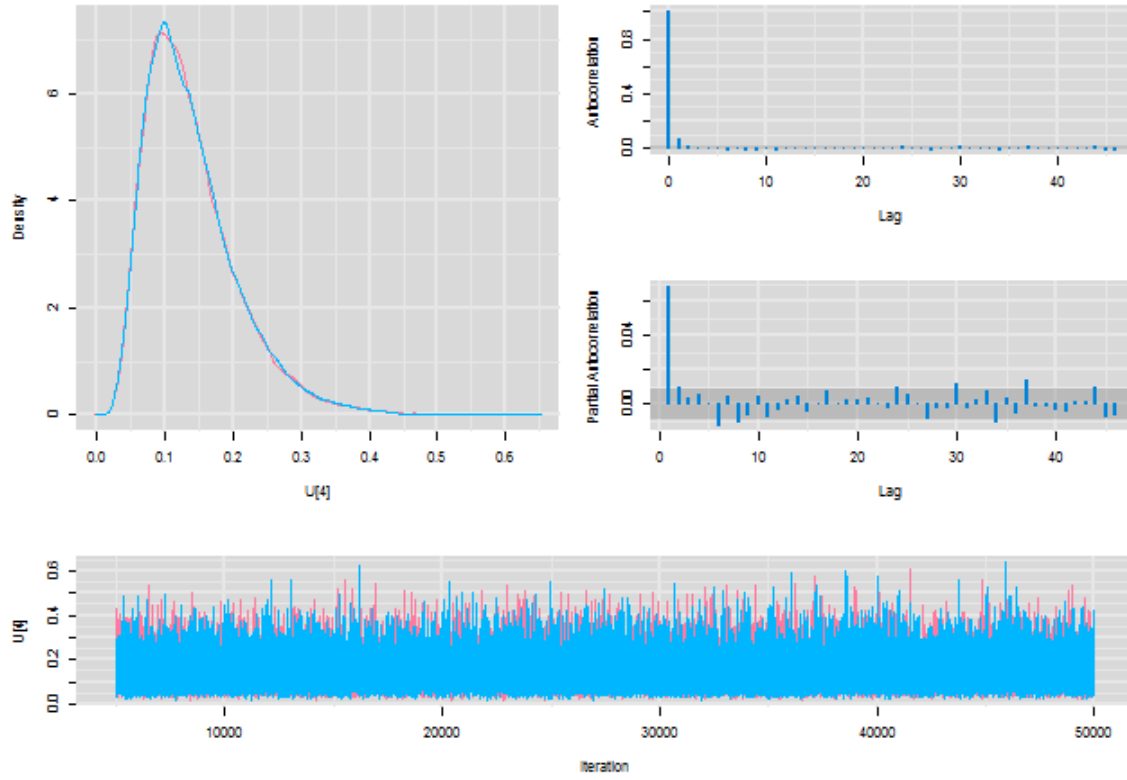 Density
0
2
4
6
0.0 0.1 0.2 0.3 0.4 0.5 0.6
U[4]
Autocorrelation
0.0 0.4 0.8
0 10 20 30 40
Lag
Partial Autocorrelation
0.00 0.04
0 10 20 30 40
Lag
U[4]
0.0 0.2 0.4 0.6
10000 20000 30000 40000 50000
Iteration